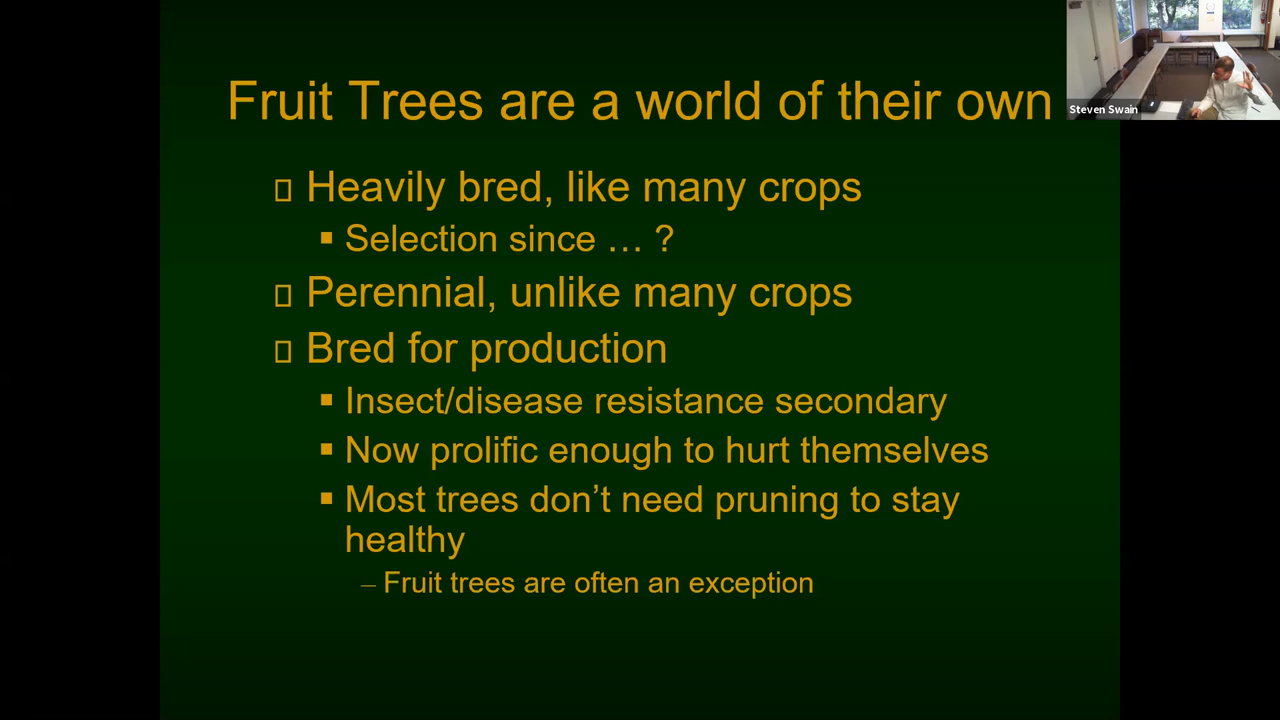 Fruit Trees are a world of their own
Steven Swain
Heavily bred, like many crops
▪ Selection since … ?
Perennial, unlike many crops
Bred for production
▪ Insect/disease resistance secondary
▪ Now prolific enough to hurt themselves
▪ Most trees don’t need pruning to stay
healthy
– Fruit trees are often an exception